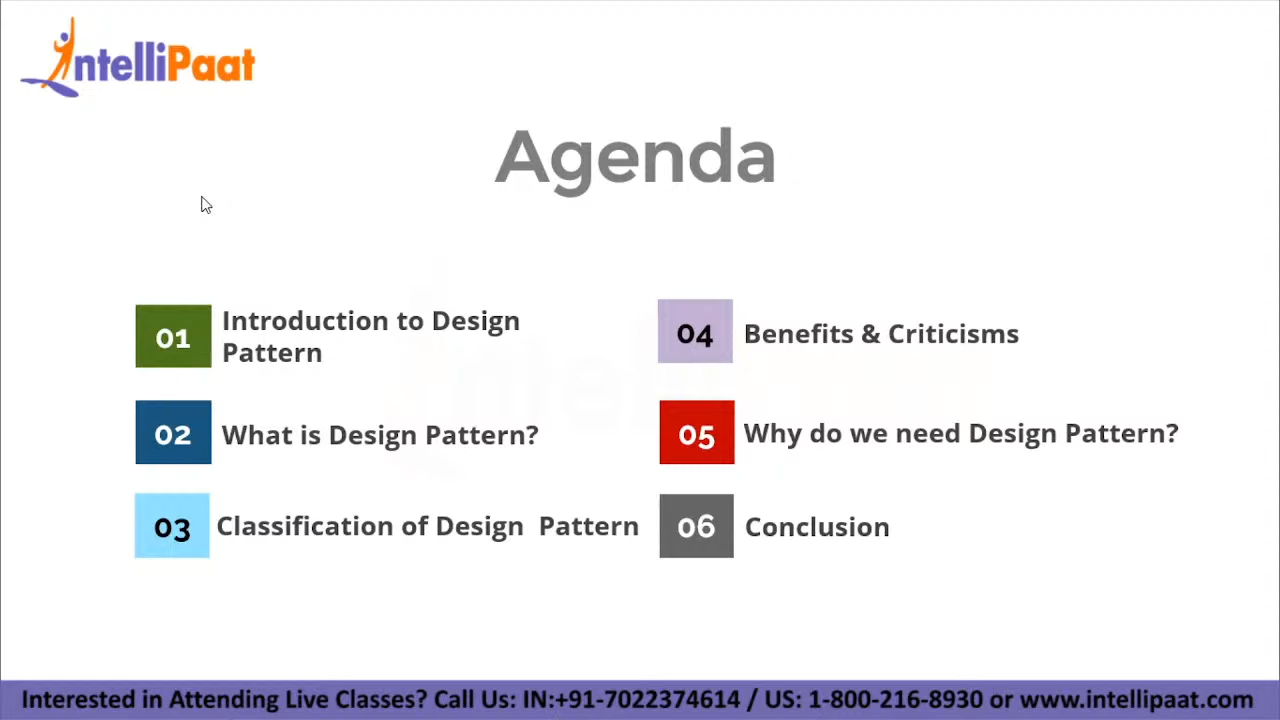 IntelliPaat
Agenda
01 Introduction to Design
Pattern
02 What is Design Pattern?
03 Classification of Design Pattern
04 Benefits & Criticisms
05 Why do we need Design Pattern?
06 Conclusion
Interested in Attending Live Classes? Call Us: IN:+91-7022374614 / US: 1-800-216-8930 or www.intellipaat.com